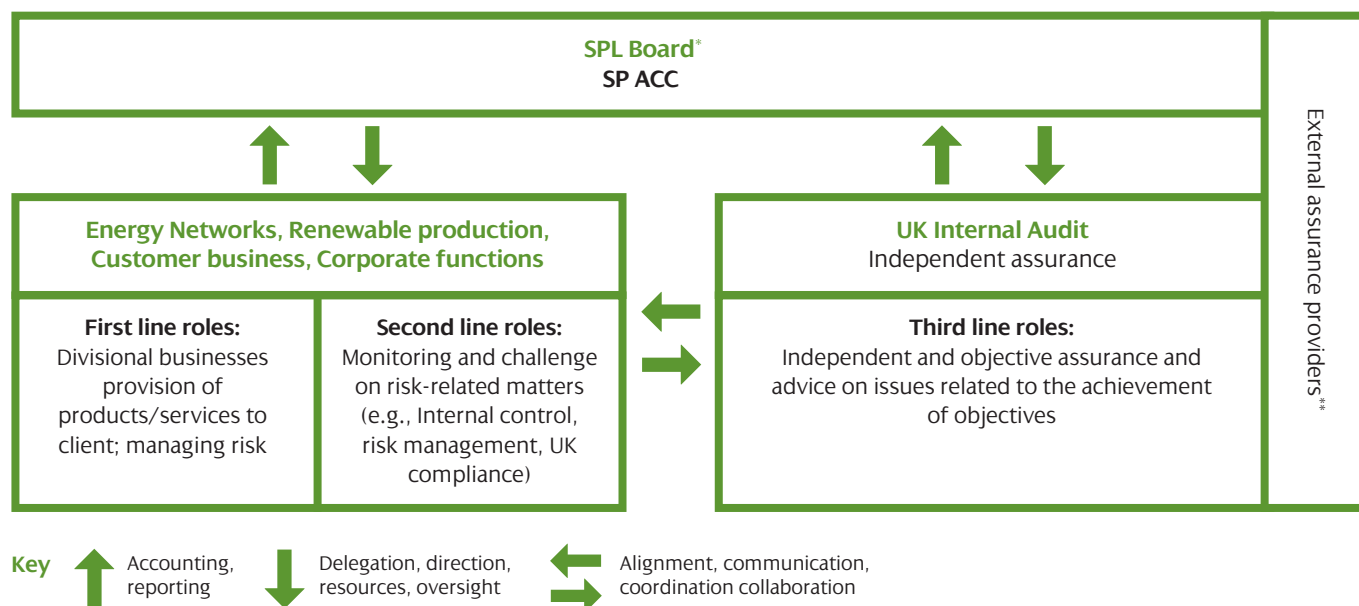 SPL Board*
SP ACC
External assurance providers**
Energy Networks, Renewable production,
Customer business, Corporate functions
UK Internal Audit
Independent assurance
First line roles:
Divisional businesses
provision of
products/services to
client; managing risk
Second line roles:
Monitoring and challenge
on risk-related matters
(e.g., Internal control,
risk management, UK
compliance)
Third line roles:
Independent and objective assurance and
advice on issues related to the achievement
of objectives
Key
Accounting,
reporting
Delegation, direction,
resources, oversight
Alignment, communication,
coordination collaboration